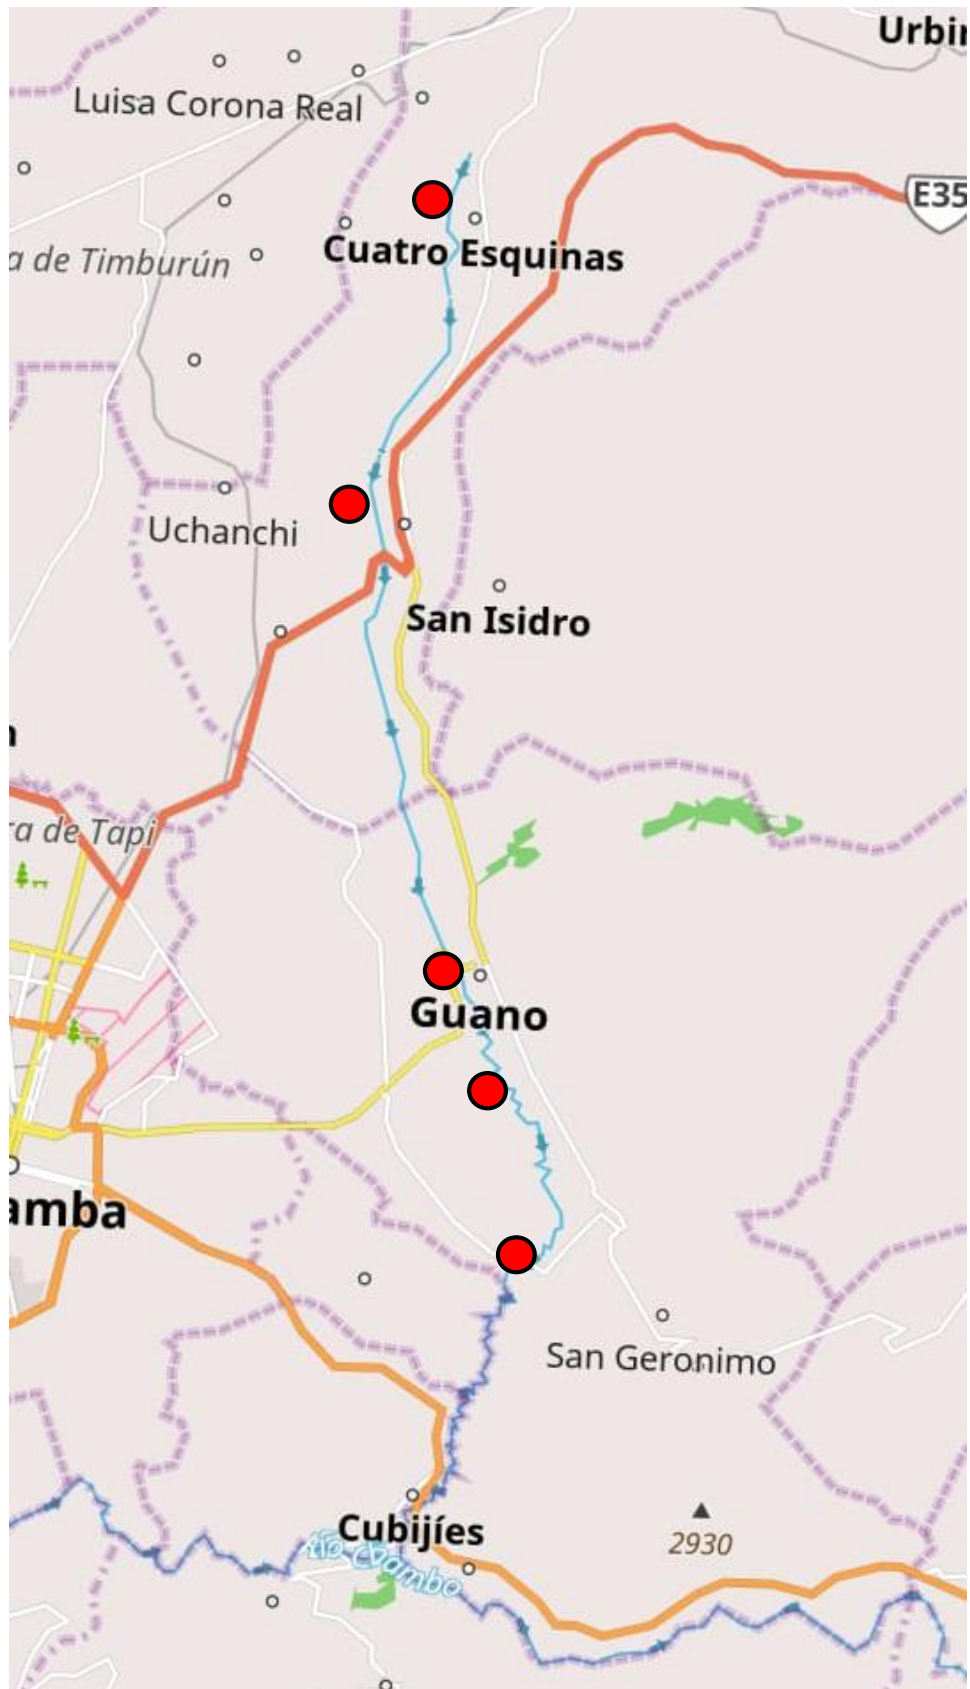 Urbin
Luisa Corona Real
E35
Cuatro Esquinas
a de Timburún
Uchanchi
San Isidro
n
ra de Tapi
Guano
amba
San Geronimo
Cubijíes
2930
Río Chambo